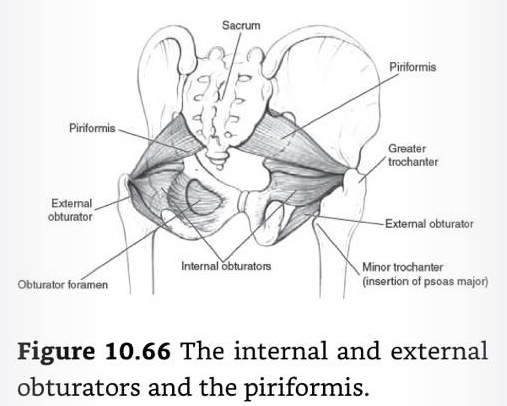 Sacrum
Piriformis
Piriformis
Greater
trochanter
External
obturator
External obturator
Internal obturators
Minor trochanter
(insertion of psoas major)
Obturator foramen
Figure 10.66 The internal and external
obturators and the piriformis.